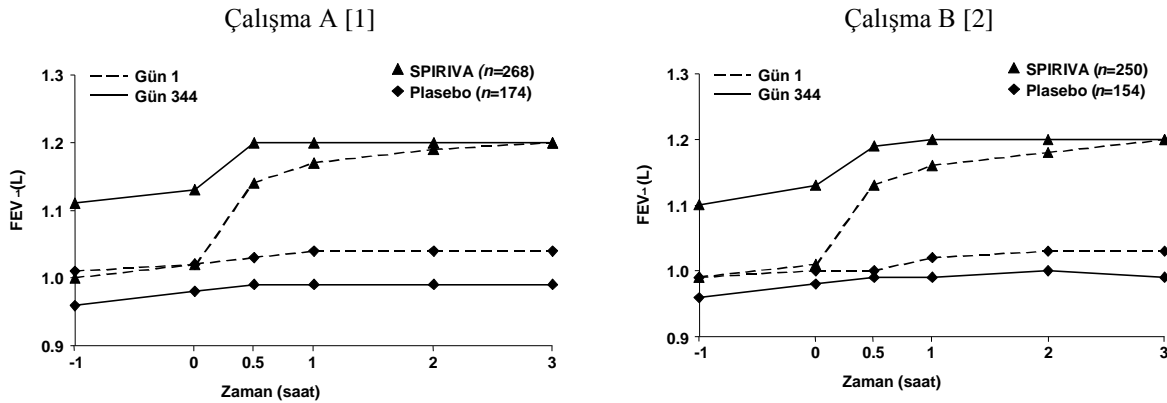 Çalışma A [1]
1.3
1.2
1.1
1.0
0.9
FEV₁(L)
Gün 1
Gün 344
SPIRIVA (n=268)
Plasebo (n=174)
-1
0
0.5
1
2
3
Zaman (saat)
Çalışma B [2]
1.3
1.2
1.1
1.0
0.9
FEV₁(L)
Gün 1
Gün 344
SPIRIVA (n=250)
Plasebo (n=154)
-1
0
0.5
1
2
3
Zaman (saat)